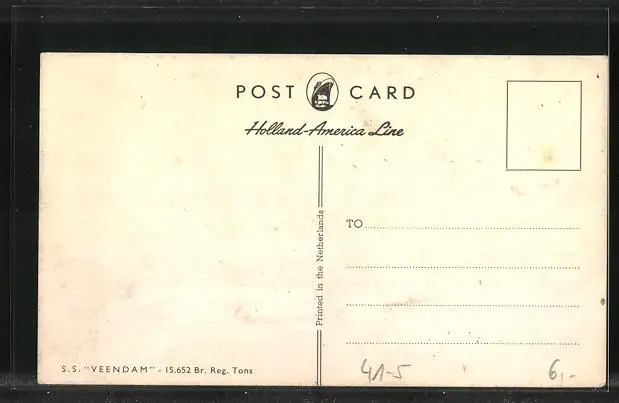 POST CARD
Holland-America Line
TO
Printed in the Netherlands
S.S. "VEENDAM" - 15.652 Br. Reg. Tons
41-5
6,-